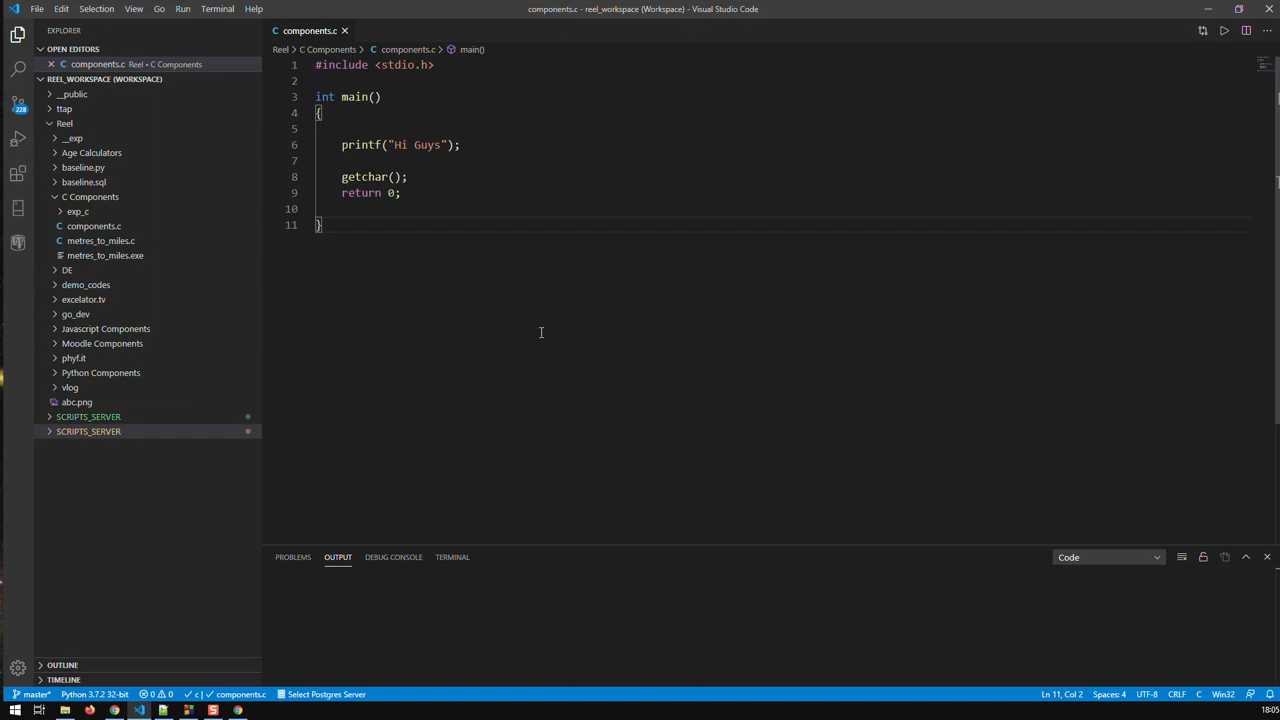 File Edit Selection View Go Run Terminal Help
components.c - reel_workspace (Workspace) - Visual Studio Code
EXPLORER
OPEN EDITORS
components.c Reel • C Components
REEL_WORKSPACE (WORKSPACE)
__public
ttap
Reel
__exp
Age Calculators
baseline.py
baseline.sql
C Components
exp_c
C components.c
C metres_to_miles.c
metres_to_miles.exe
DE
demo_codes
excelator.tv
go_dev
Javascript Components
Moodle Components
phyf.it
Python Components
vlog
abc.png
SCRIPTS_SERVER
SCRIPTS_SERVER
OUTLINE
TIMELINE
228
C components.c
Reel > C Components > C components.c > main()
1 #include <stdio.h>
2
3 int main()
4 {
5
6 printf("Hi Guys");
7
8 getchar();
9 return 0;
10
11 }
PROBLEMS OUTPUT DEBUG CONSOLE TERMINAL
Code
master* Python 3.7.2 32-bit 0 0 c components.c Select Postgres Server
Ln 11, Col 2 Spaces: 4 UTF-8 CRLF C Win32
18:05